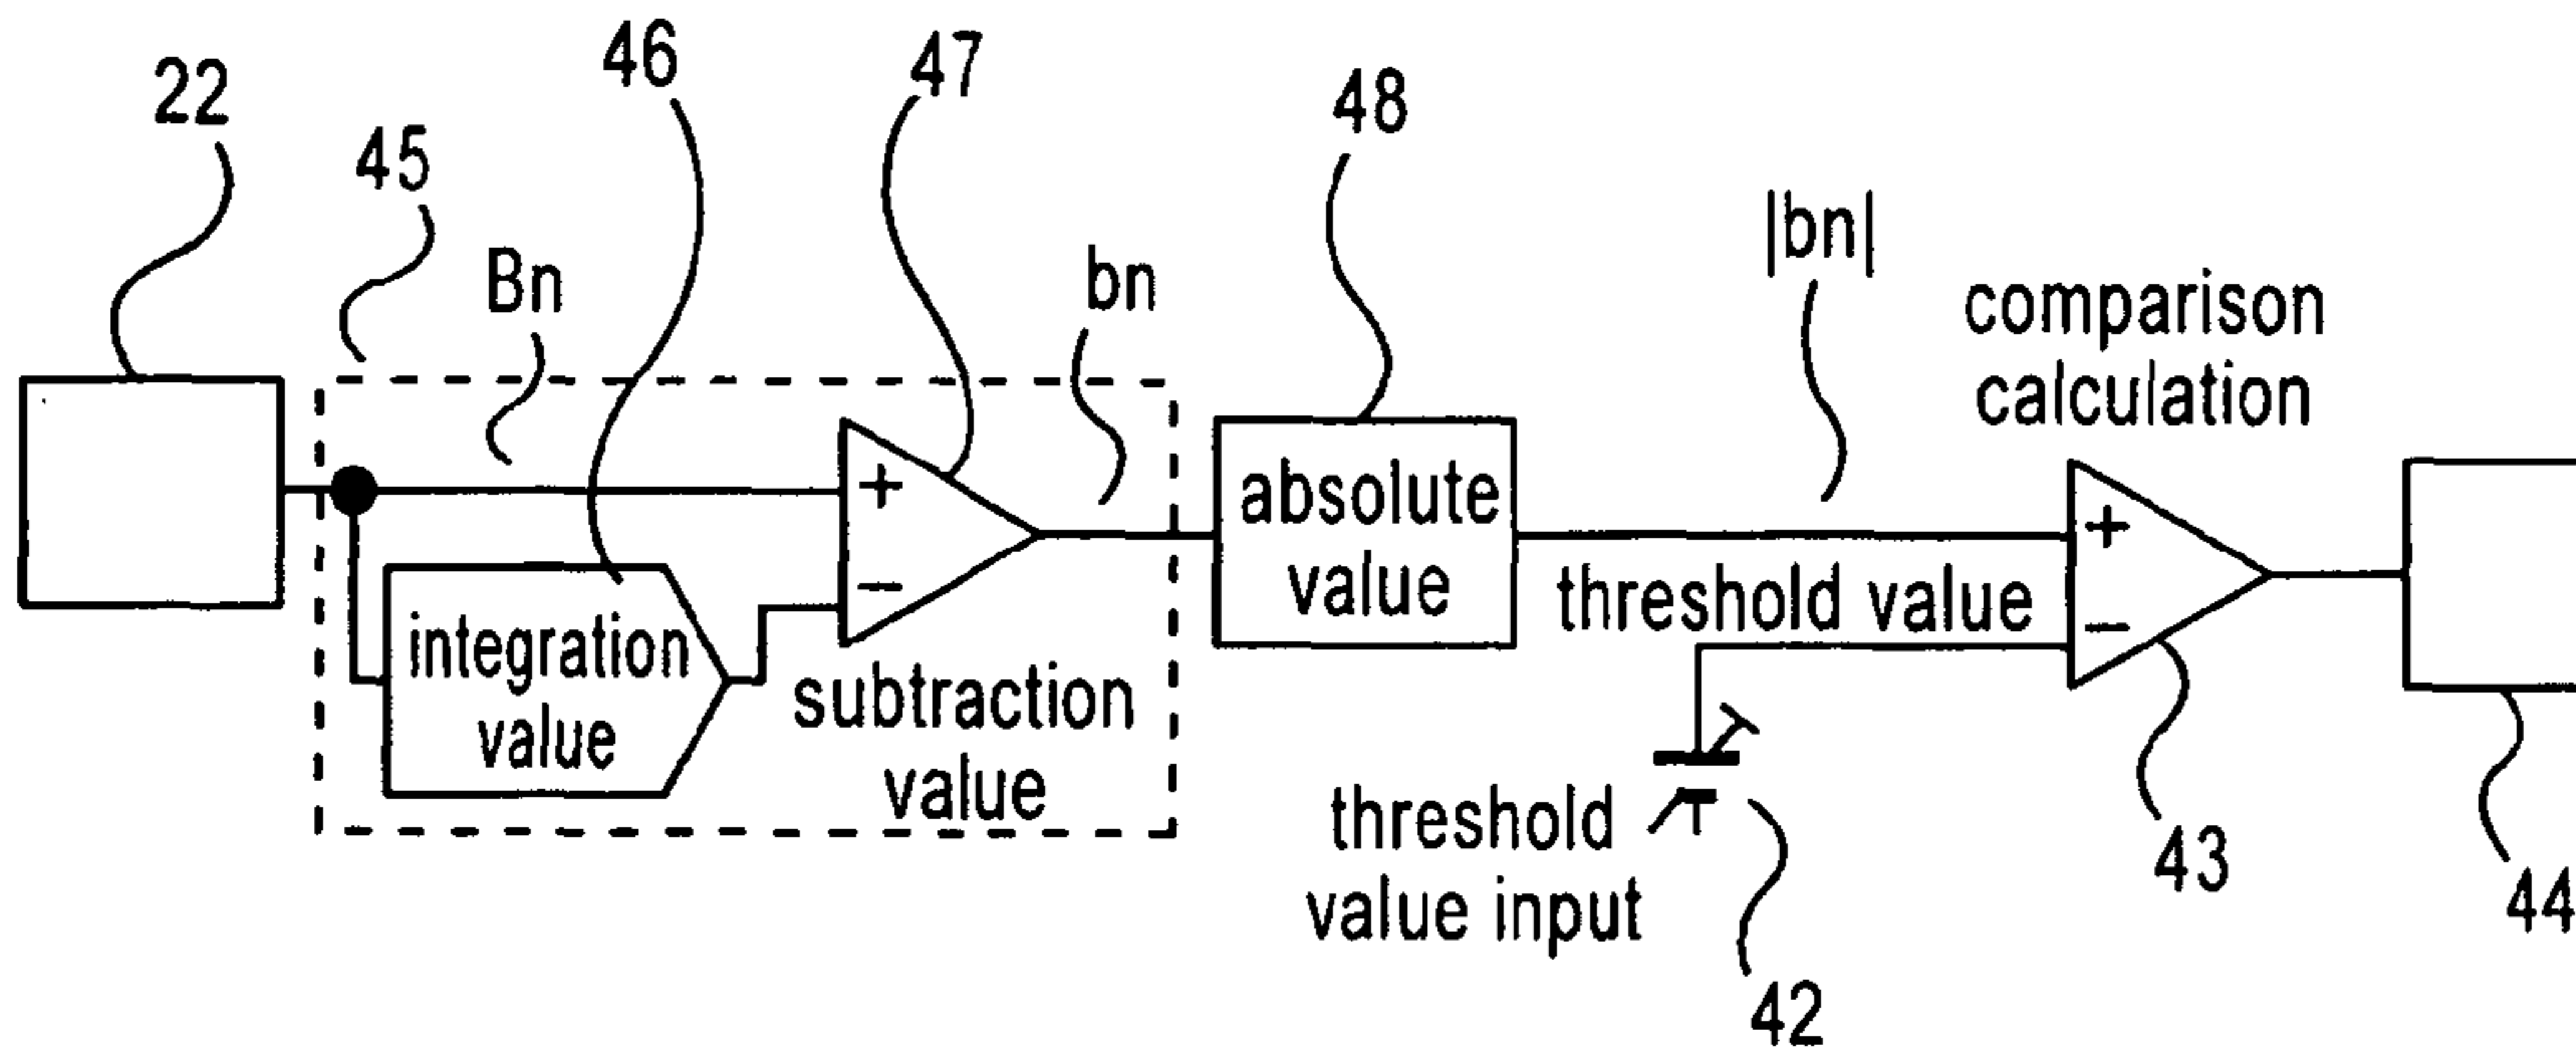 22
46
47
48
45
Bn
bn
|bn|
comparison
calculation
+
−
absolute
value
+
−
integration
value
subtraction
value
threshold value
threshold
value input
42
43
44